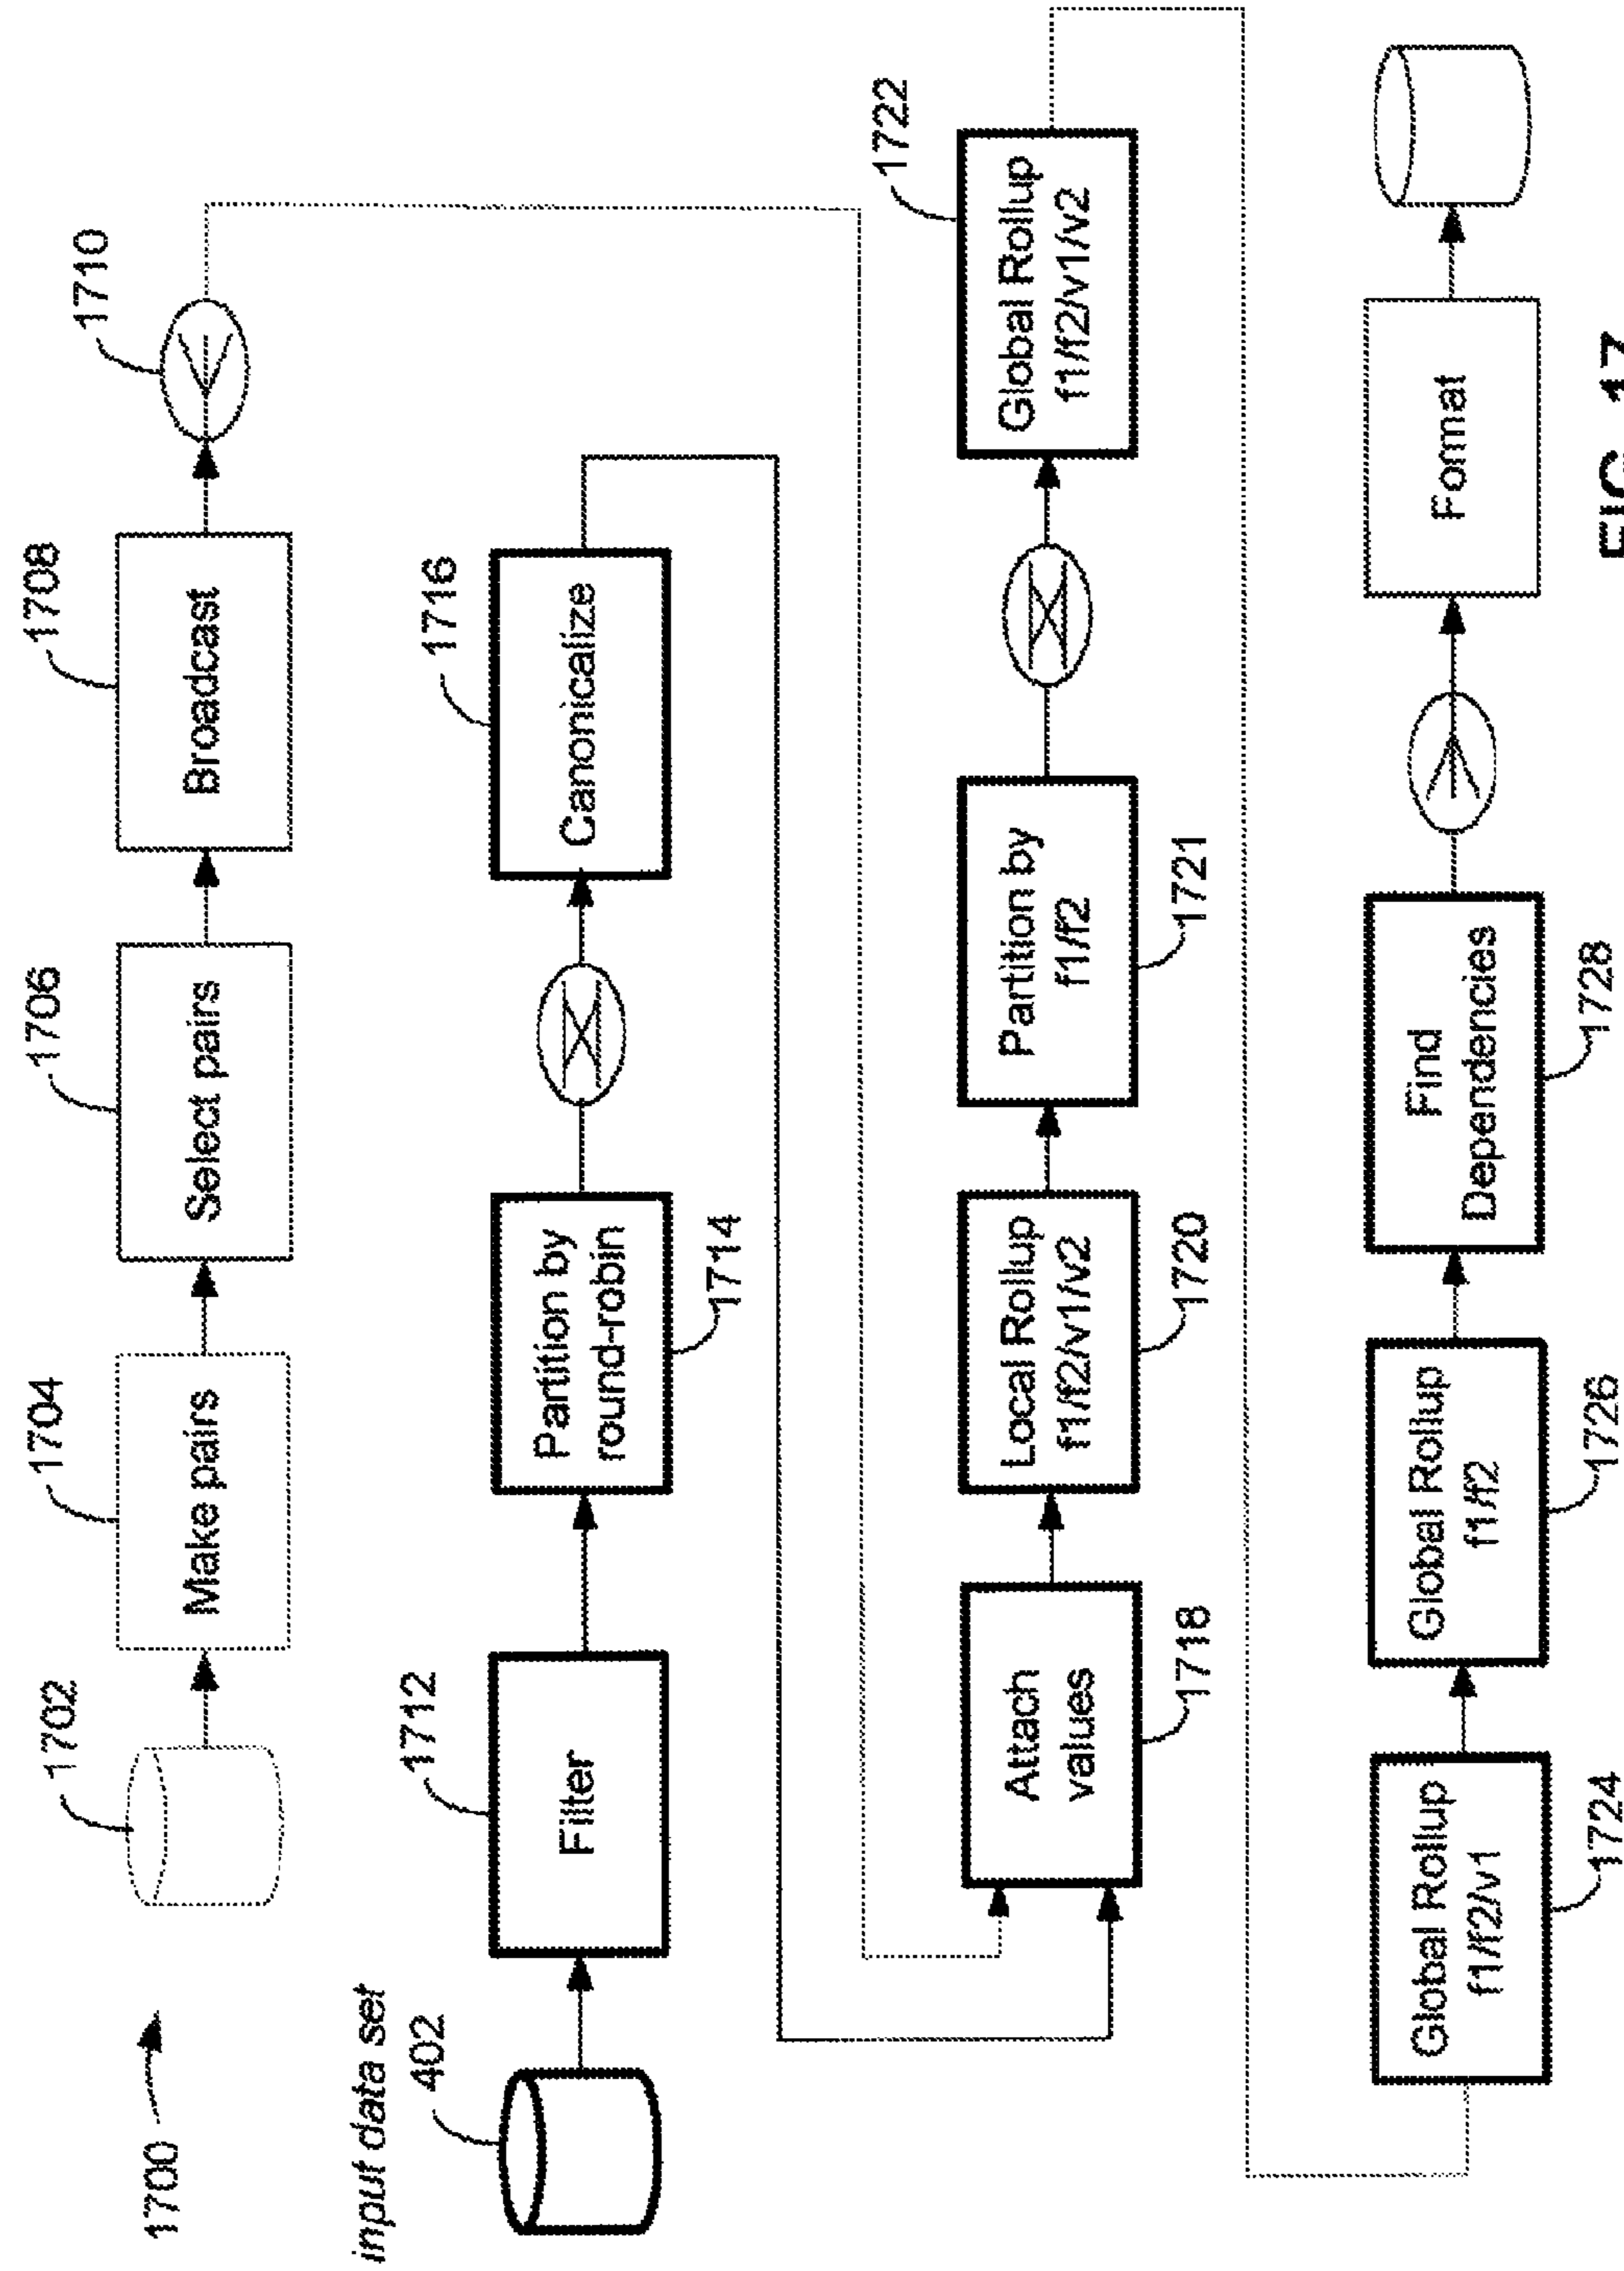 1700
1702
1704
Make pairs
1706
Select pairs
1708
Broadcast
1710
input data set
402
1712
Filter
Partition by
round-robin
1714
1716
Canonicalize
Attach
values
1718
Local Rollup
f1/f2/v1/v2
1720
Partition by
f1/f2
1721
1722
Global Rollup
f1/f2/v1/v2
Global Rollup
f1/f2/v1
1724
Global Rollup
f1/f2
1726
Find
Dependencies
1728
Fomat
FIG. 17